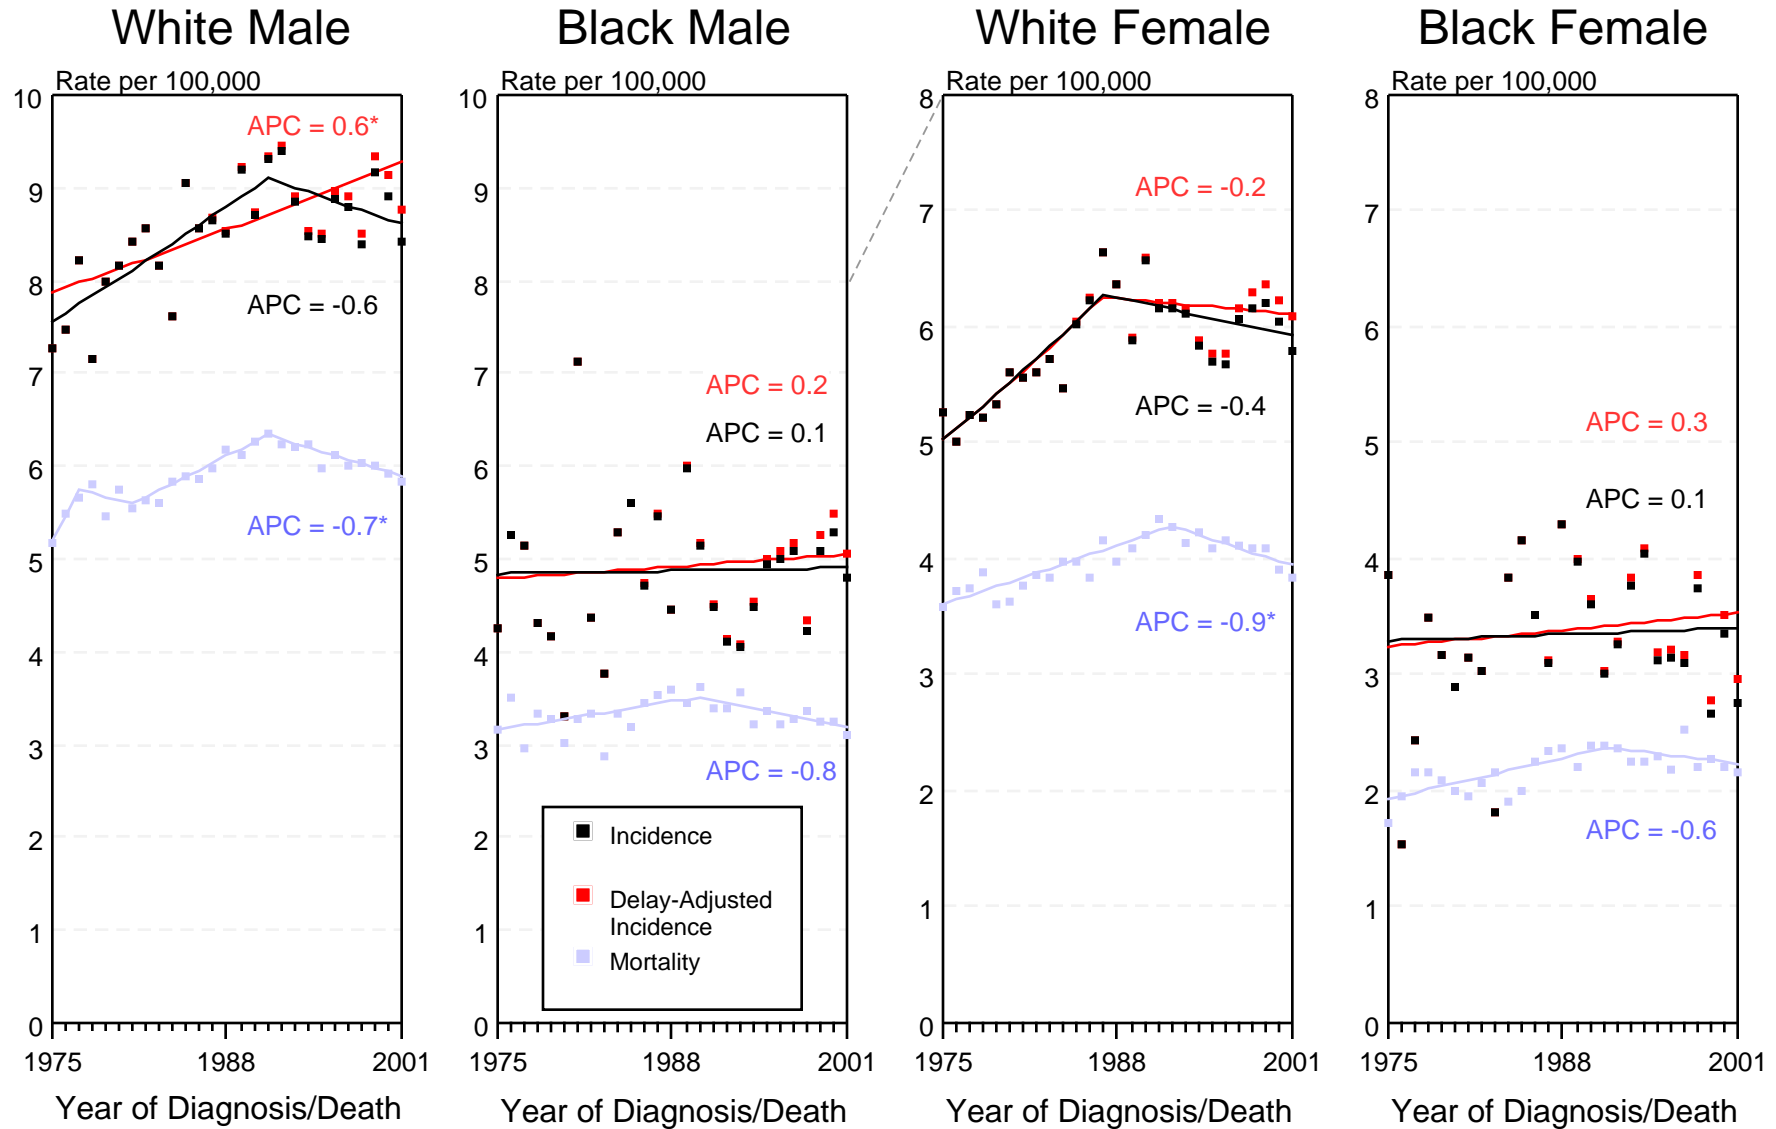 White Male
Rate per 100,000
10
9
8
7
6
5
4
3
2
1
0
APC = 0.6*
APC = -0.6
APC = -0.7*
1975
1988
2001
Year of Diagnosis/Death
Black Male
Rate per 100,000
10
9
8
7
6
5
4
3
2
1
0
APC = 0.2
APC = 0.1
APC = -0.8
Incidence
Delay-Adjusted
Incidence
Mortality
1975
1988
2001
Year of Diagnosis/Death
White Female
Rate per 100,000
8
7
6
5
4
3
2
1
0
APC = -0.2
APC = -0.4
APC = -0.9*
1975
1988
2001
Year of Diagnosis/Death
Black Female
Rate per 100,000
8
7
6
5
4
3
2
1
0
APC = 0.3
APC = 0.1
APC = -0.6
1975
1988
2001
Year of Diagnosis/Death